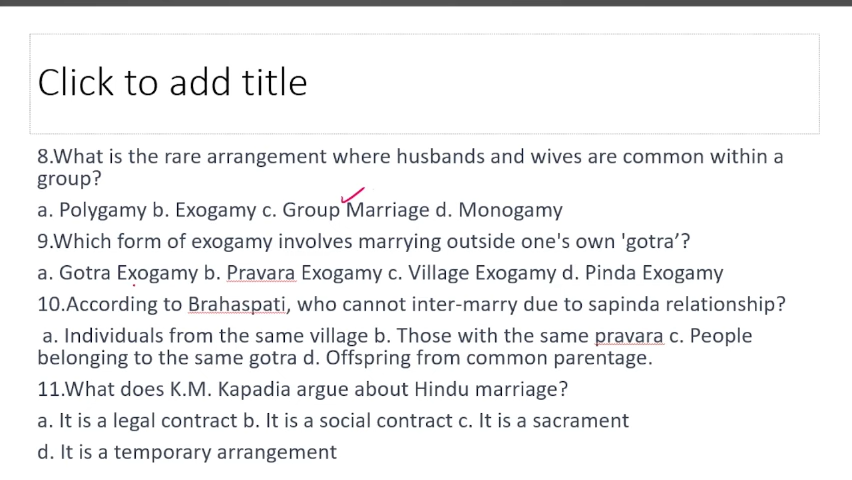 Click to add title
8.What is the rare arrangement where husbands and wives are common within a
group?
a. Polygamy b. Exogamy c. Group Marriage d. Monogamy
9.Which form of exogamy involves marrying outside one's own 'gotra’?
a. Gotra Exogamy b. Pravara Exogamy c. Village Exogamy d. Pinda Exogamy
10.According to Brahaspati, who cannot inter-marry due to sapinda relationship?
a. Individuals from the same village b. Those with the same pravara c. People
belonging to the same gotra d. Offspring from common parentage.
11.What does K.M. Kapadia argue about Hindu marriage?
a. It is a legal contract b. It is a social contract c. It is a sacrament
d. It is a temporary arrangement